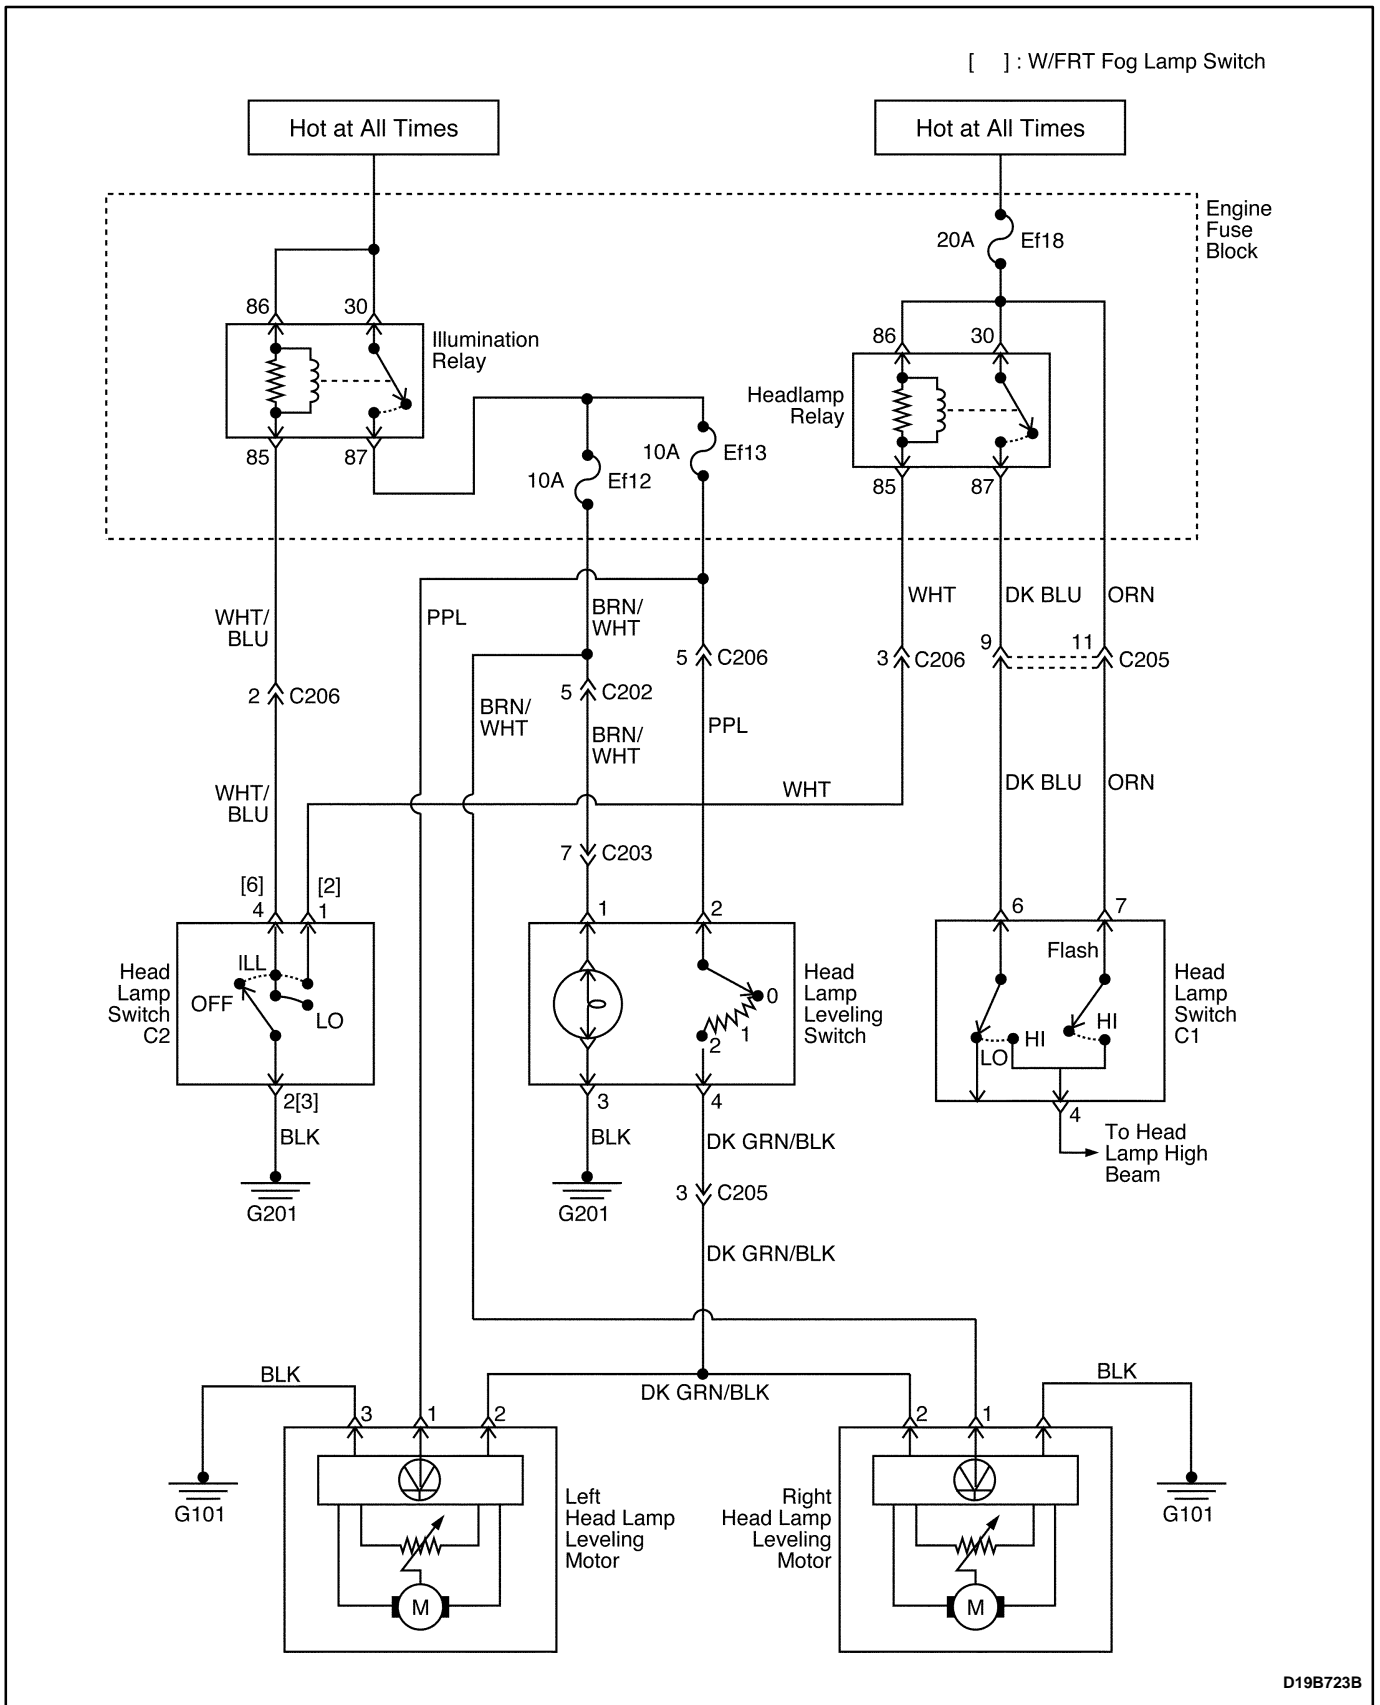 [ ] : W/FRT Fog Lamp Switch
Hot at All Times
Hot at All Times
Engine
Fuse
Block
20A
Ef18
86
30
Illumination
Relay
86
30
Headlamp
Relay
10A
Ef13
85
87
10A
Ef12
85
87
WHT/
BLU
PPL
BRN/
WHT
WHT
DK BLU
ORN
5
C206
3
C206
9
11
C205
2
C206
BRN/
WHT
5
C202
BRN/
WHT
PPL
WHT/
BLU
WHT
DK BLU
ORN
7
C203
[6]
4
[2]
1
1
2
6
7
Head
Lamp
Switch
C2
ILL
OFF
LO
0
1
2
Head
Lamp
Leveling
Switch
Flash
HI
HI
LO
Head
Lamp
Switch
C1
2[3]
BLK
G201
3
BLK
G201
4
DK GRN/BLK
4
To Head
Lamp High
Beam
3
C205
DK GRN/BLK
BLK
DK GRN/BLK
BLK
3
1
2
2
1
G101
Left
Head Lamp
Leveling
Motor
M
Right
Head Lamp
Leveling
Motor
M
G101
D19B723B